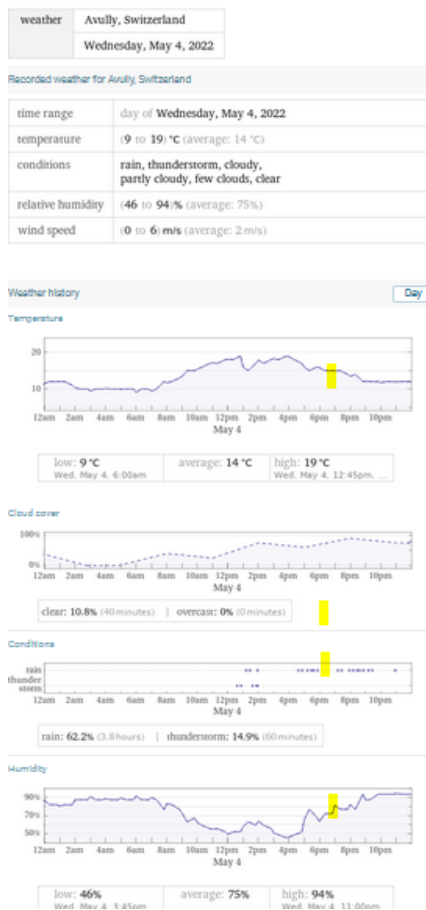 weather
Avully, Switzerland
Wednesday, May 4, 2022
Recorded weather for Avully, Switzerland
time range day of Wednesday, May 4, 2022
temperature (9 to 19) °C (average: 14 °C)
conditions rain, thunderstorm, cloudy,
partly cloudy, few clouds, clear
relative humidity (46 to 94)% (average: 75%)
wind speed (0 to 6) m/s (average: 2 m/s)
Weather history Day
Temperature
20
10
12am 2am 4am 6am 8am 10am 12pm 2pm 4pm 6pm 8pm 10pm
May 4
low: 9 °C average: 14 °C high: 19 °C
Wed, May 4, 6:00am Wed, May 4, 12:45pm, ...
Cloud cover
100%
0%
12am 2am 4am 6am 8am 10am 12pm 2pm 4pm 6pm 8pm 10pm
May 4
clear: 10.8% (40 minutes) | overcast: 0% (0 minutes)
Conditions
rain
thunder
storm
12am 2am 4am 6am 8am 10am 12pm 2pm 4pm 6pm 8pm 10pm
May 4
rain: 62.2% (3.8 hours) | thunderstorm: 14.9% (60 minutes)
Humidity
90%
70%
50%
12am 2am 4am 6am 8am 10am 12pm 2pm 4pm 6pm 8pm 10pm
May 4
low: 46% average: 75% high: 94%
Wed, May 4, 3:45pm Wed, May 4, 11:00pm